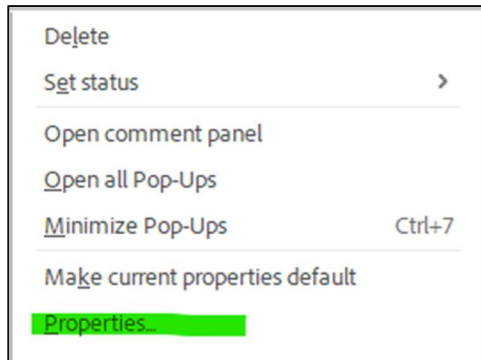 Delete
Set status >
Open comment panel
Open all Pop-Ups
Minimize Pop-Ups Ctrl+7
Make current properties default
Properties...